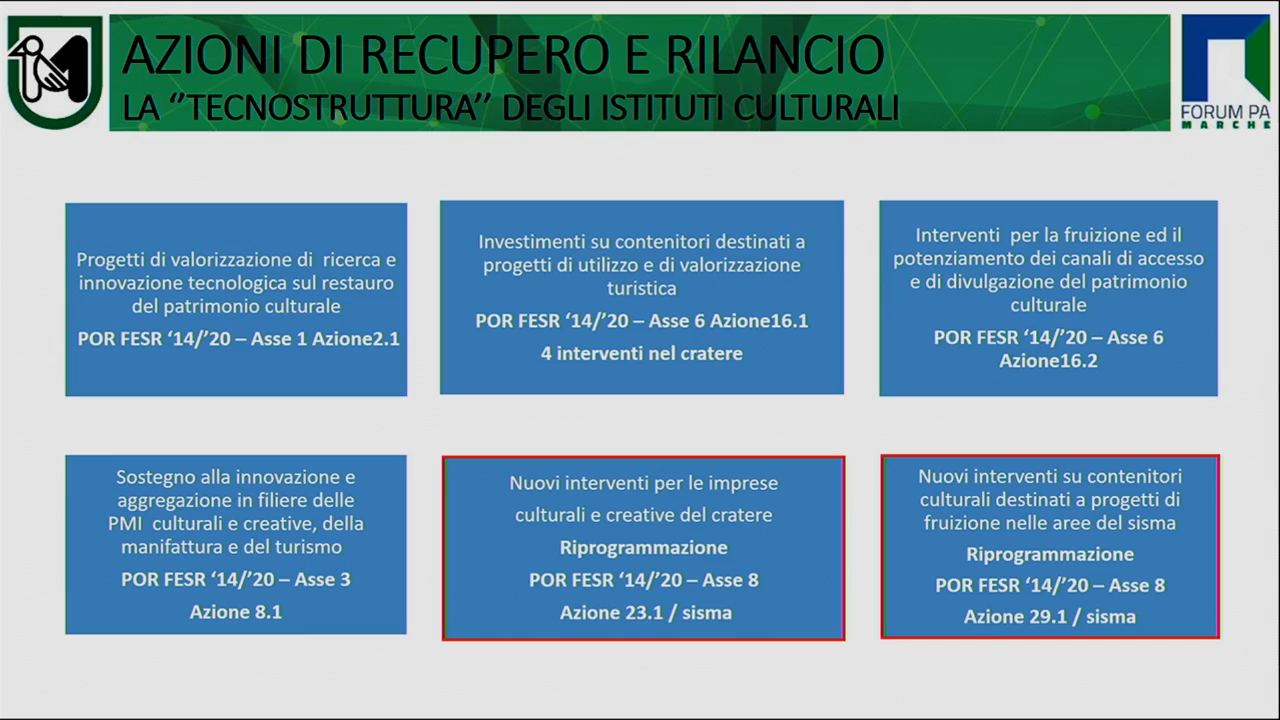 AZIONI DI RECUPERO E RILANCIO
LA “TECNOSTRUTTURA” DEGLI ISTITUTI CULTURALI
FORUM PA
MARCHE
Progetti di valorizzazione di ricerca e
innovazione tecnologica sul restauro
del patrimonio culturale
POR FESR ‘14/’20 – Asse 1 Azione2.1
Investimenti su contenitori destinati a
progetti di utilizzo e di valorizzazione
turistica
POR FESR ‘14/’20 – Asse 6 Azione16.1
4 interventi nel cratere
Interventi per la fruizione ed il
potenziamento dei canali di accesso
e di divulgazione del patrimonio
culturale
POR FESR ‘14/’20 – Asse 6
Azione16.2
Sostegno alla innovazione e
aggregazione in filiere delle
PMI culturali e creative, della
manifattura e del turismo
POR FESR ‘14/’20 – Asse 3
Azione 8.1
Nuovi interventi per le imprese
culturali e creative del cratere
Riprogrammazione
POR FESR ‘14/’20 – Asse 8
Azione 23.1 / sisma
Nuovi interventi su contenitori
culturali destinati a progetti di
fruizione nelle aree del sisma
Riprogrammazione
POR FESR ‘14/’20 – Asse 8
Azione 29.1 / sisma